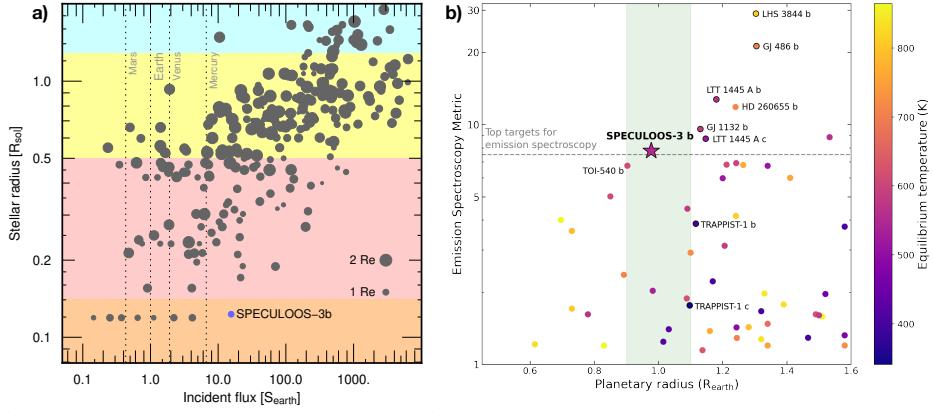 a)
Stellar radius [Rsol]
1.0
0.5
0.2
0.1
Mars
Earth
Venus
Mercury
2 Re
1 Re
SPECULOOS-3b
0.1
1.0
10.0
100.0
1000.
Incident flux [Searth]
b)
Emission Spectroscopy Metric
30
20
10
5
2
1
LHS 3844 b
GJ 486 b
LTT 1445 A b
HD 260655 b
GJ 1132 b
LTT 1445 A c
SPECULOOS-3 b
Top targets for
emission spectroscopy
TOI-540 b
TRAPPIST-1 b
TRAPPIST-1 c
0.6
0.8
1.0
1.2
1.4
1.6
Planetary radius (Rearth)
800
700
600
500
400
Equilibrium temperature (K)